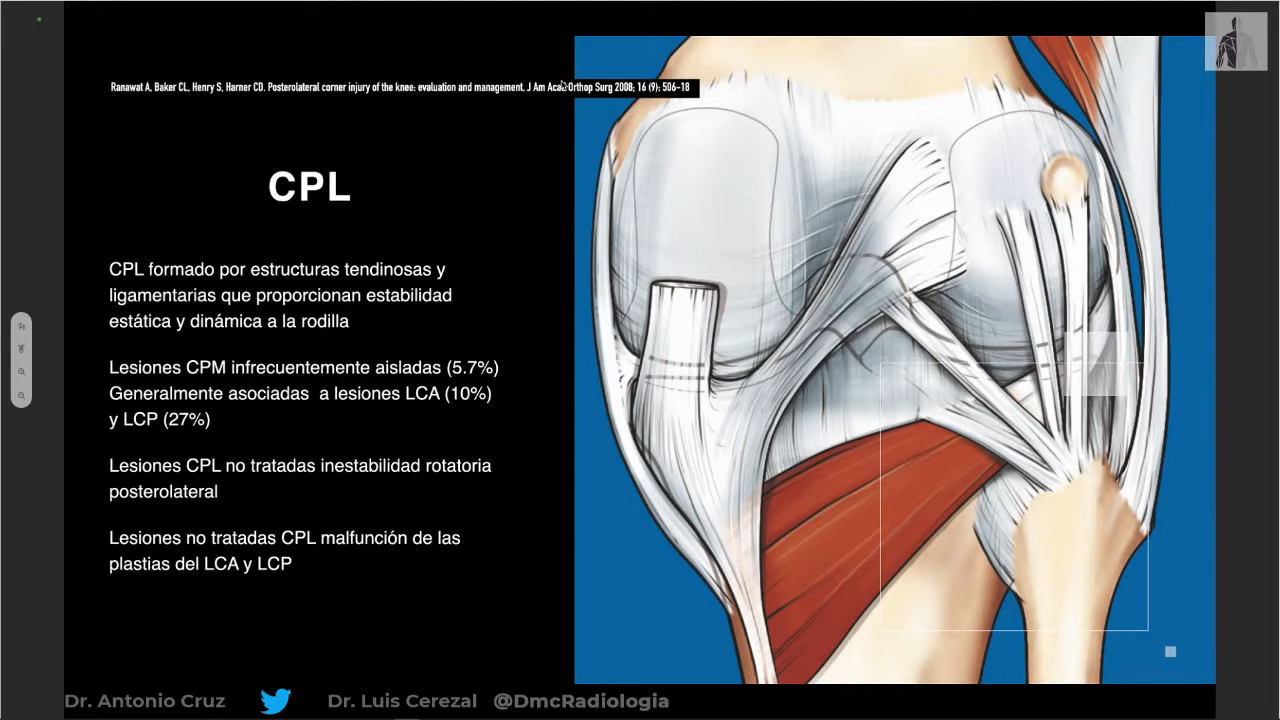 Ranawat A, Baker CL, Henry S, Harner CD. Posterolateral corner injury of the knee: evaluation and management. J Am Acad Orthop Surg 2008; 16 (9): 506-18
CPL
CPL formado por estructuras tendinosas y
ligamentarias que proporcionan estabilidad
estática y dinámica a la rodilla
Lesiones CPM infrecuentemente aisladas (5.7%)
Generalmente asociadas a lesiones LCA (10%)
y LCP (27%)
Lesiones CPL no tratadas inestabilidad rotatoria
posterolateral
Lesiones no tratadas CPL malfunción de las
plastias del LCA y LCP
Dr. Antonio Cruz Dr. Luis Cerezal @DmcRadiologia